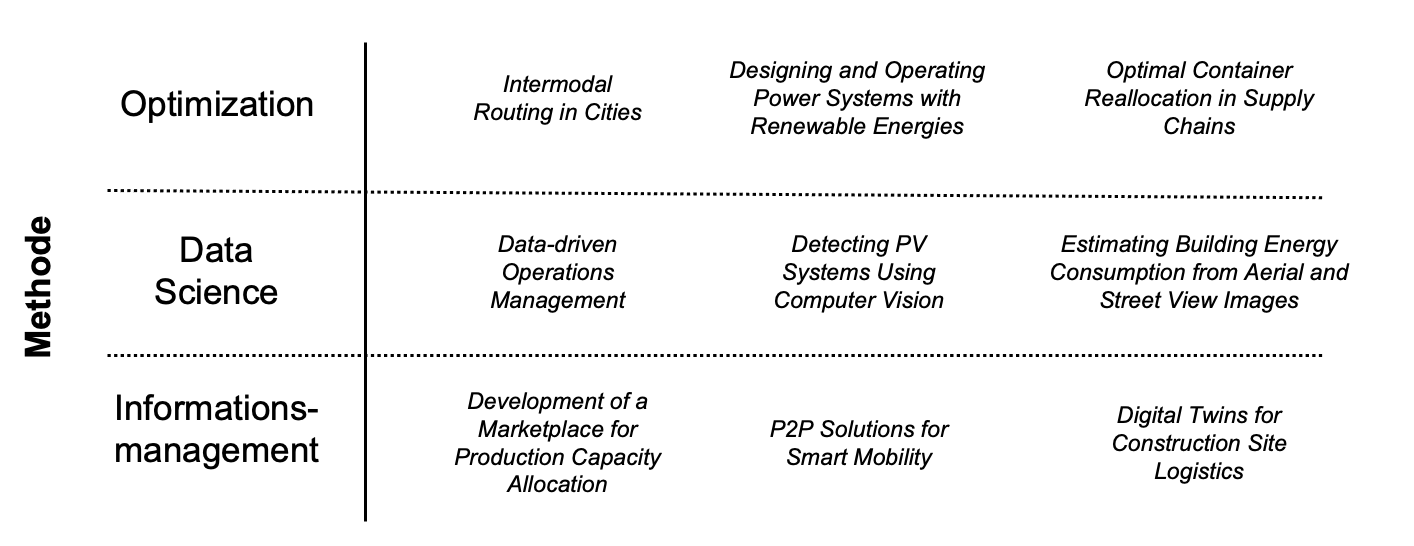 Methode
Optimization
Intermodal
Routing in Cities
Designing and Operating
Power Systems with
Renewable Energies
Optimal Container
Reallocation in Supply
Chains
Data
Science
Data-driven
Operations
Management
Detecting PV
Systems Using
Computer Vision
Estimating Building Energy
Consumption from Aerial and
Street View Images
Informations-
management
Development of a
Marketplace for
Production Capacity
Allocation
P2P Solutions for
Smart Mobility
Digital Twins for
Construction Site
Logistics